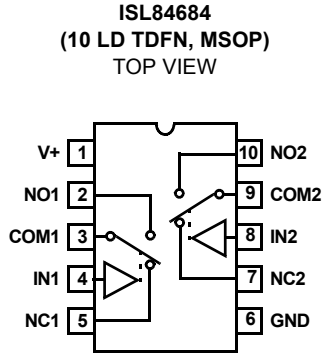 ISL84684
(10 LD TDFN, MSOP)
TOP VIEW
V+ 1
10 NO2
NO1 2
9 COM2
COM1 3
8 IN2
IN1 4
7 NC2
NC1 5
6 GND